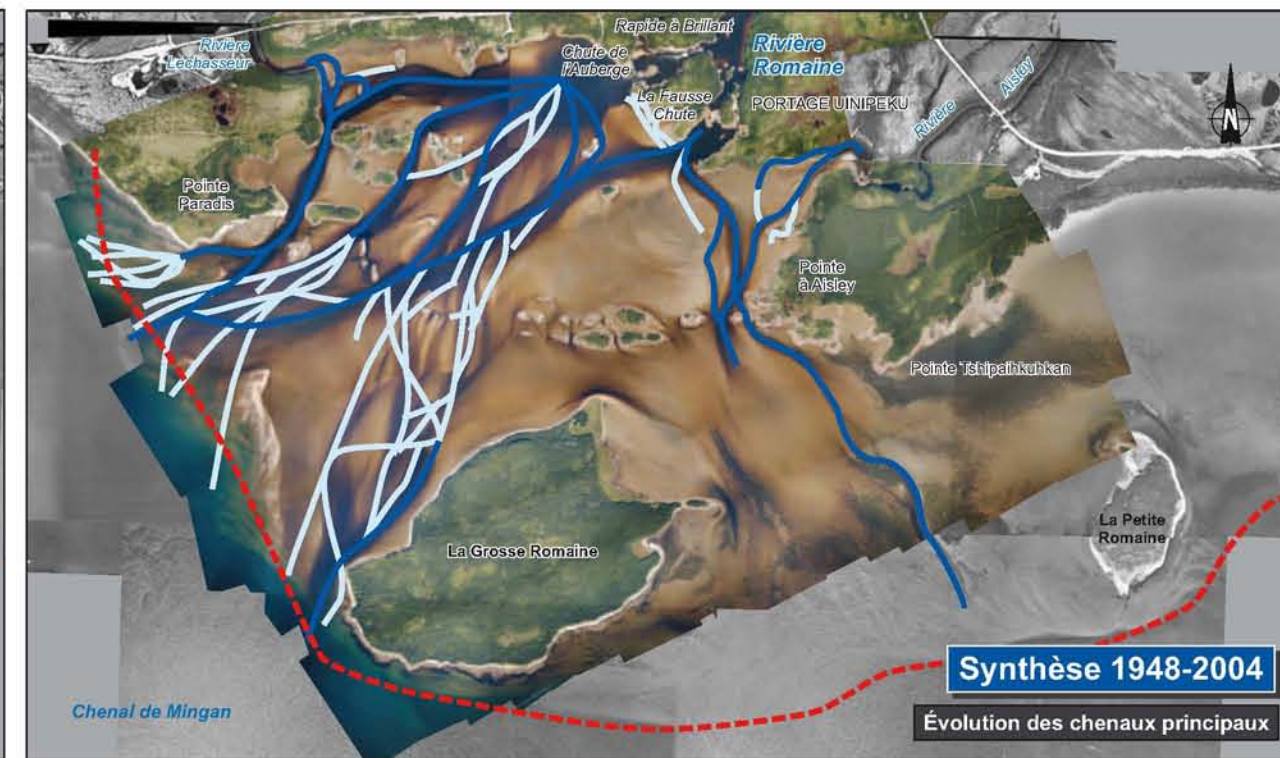 Rapide à Brillant
Rivière
Lechasseur
Chute de
l'Auberge
Rivière
Romaine
La Fausse
Chute
PORTAGE UINIPEKU
Rivière
Aisley
N
Pointe
Paradis
Pointe
à Aisley
Pointe Tshipaihkuhkan
La Grosse Romaine
La Petite
Romaine
Chenal de Mingan
Synthèse 1948-2004
Évolution des chenaux principaux